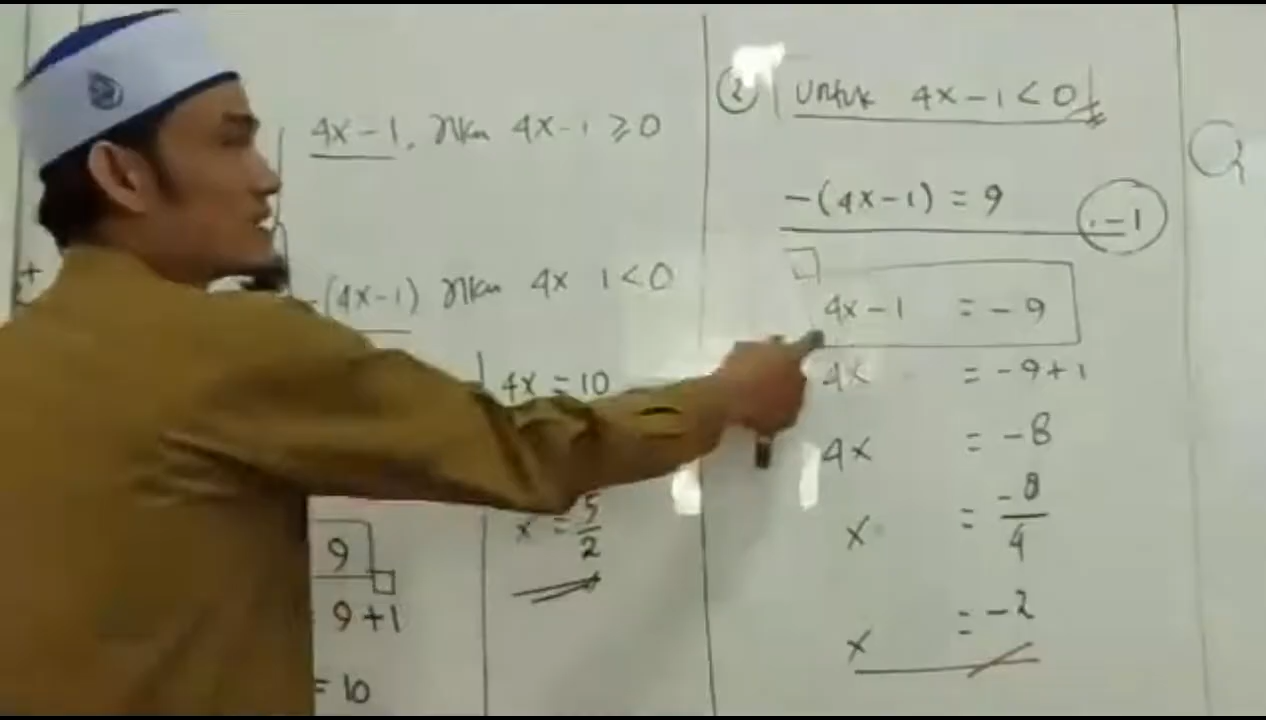 4x-1, Jika 4x-1 ≥ 0
-(4x-1) Jika 4x 1 < 0
9
= 9+1
= 10
4x = 10
x = 5/2
② untuk 4x-1 < 0
-(4x-1) = 9
. -1
4x-1 = -9
4x = -9+1
4x = -8
x = -8/4
x = -2